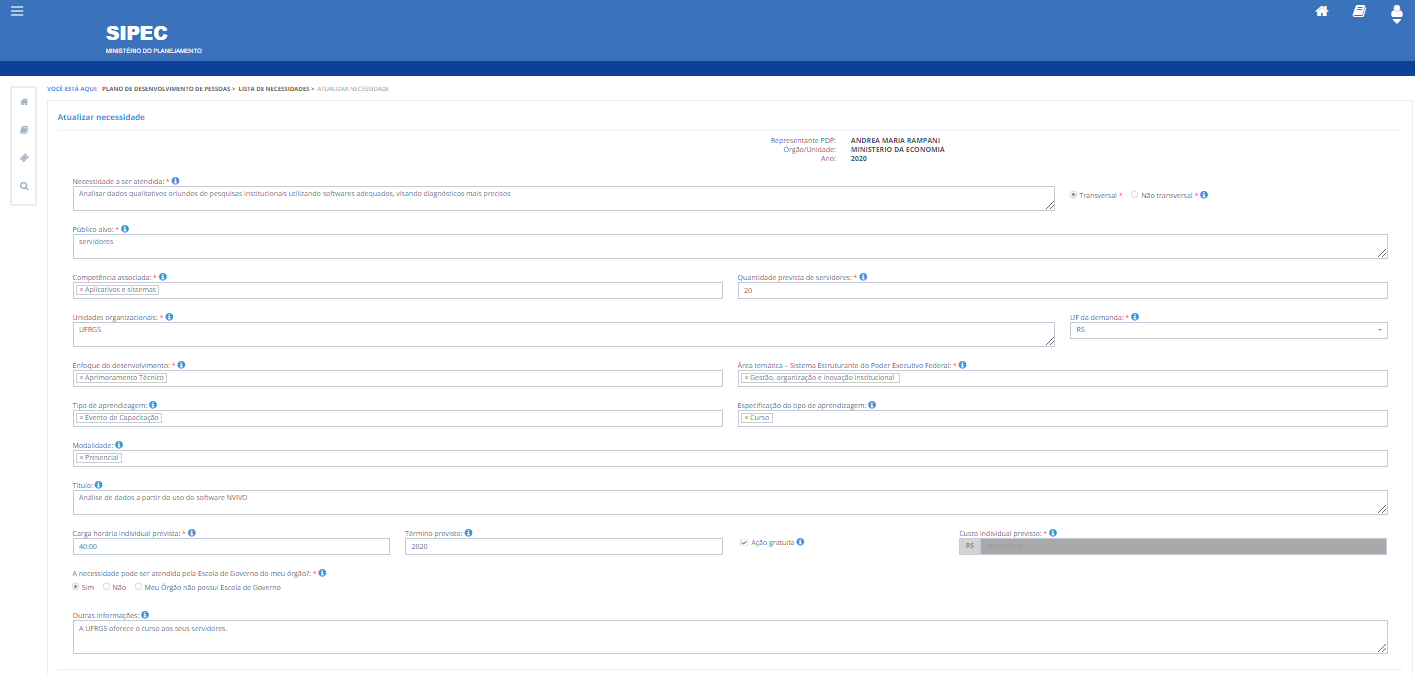 SIPEC
MINISTÉRIO DO PLANEJAMENTO
VOCÊ ESTÁ AQUI: PLANO DE DESENVOLVIMENTO DE PESSOAS > LISTA DE NECESSIDADES > ATUALIZAR NECESSIDADE
Atualizar necessidade
Representante PDP: ANDREA MARIA RAMPANI
Órgão/Unidade: MINISTERIO DA ECONOMIA
Ano: 2020
Necessidade a ser atendida: *
Analisar dados qualitativos oriundos de pesquisas institucionais utilizando softwares adequados, visando diagnósticos mais precisos
Transversal * Não transversal *
Público alvo: *
servidores
Competência associada: * Quantidade prevista de servidores: *
× Aplicativos e sistemas 20
Unidades organizacionais: * UF da demanda: *
UFRGS RS
Enfoque do desenvolvimento: * Área temática – Sistema Estruturante do Poder Executivo Federal: *
× Aprimoramento Técnico × Gestão, organização e inovação institucional
Tipo de aprendizagem: Especificação do tipo de aprendizagem:
× Evento de Capacitação × Curso
Modalidade:
× Presencial
Título:
Análise de dados a partir do uso do software NVIVO
Carga horária individual prevista: * Término previsto: Ação gratuita Custo individual previsto: *
40:00 2020 R$
A necessidade pode ser atendida pela Escola de Governo do meu órgão?: *
Sim Não Meu Órgão não possui Escola de Governo
Outras informações:
A UFRGS oferece o curso aos seus servidores.